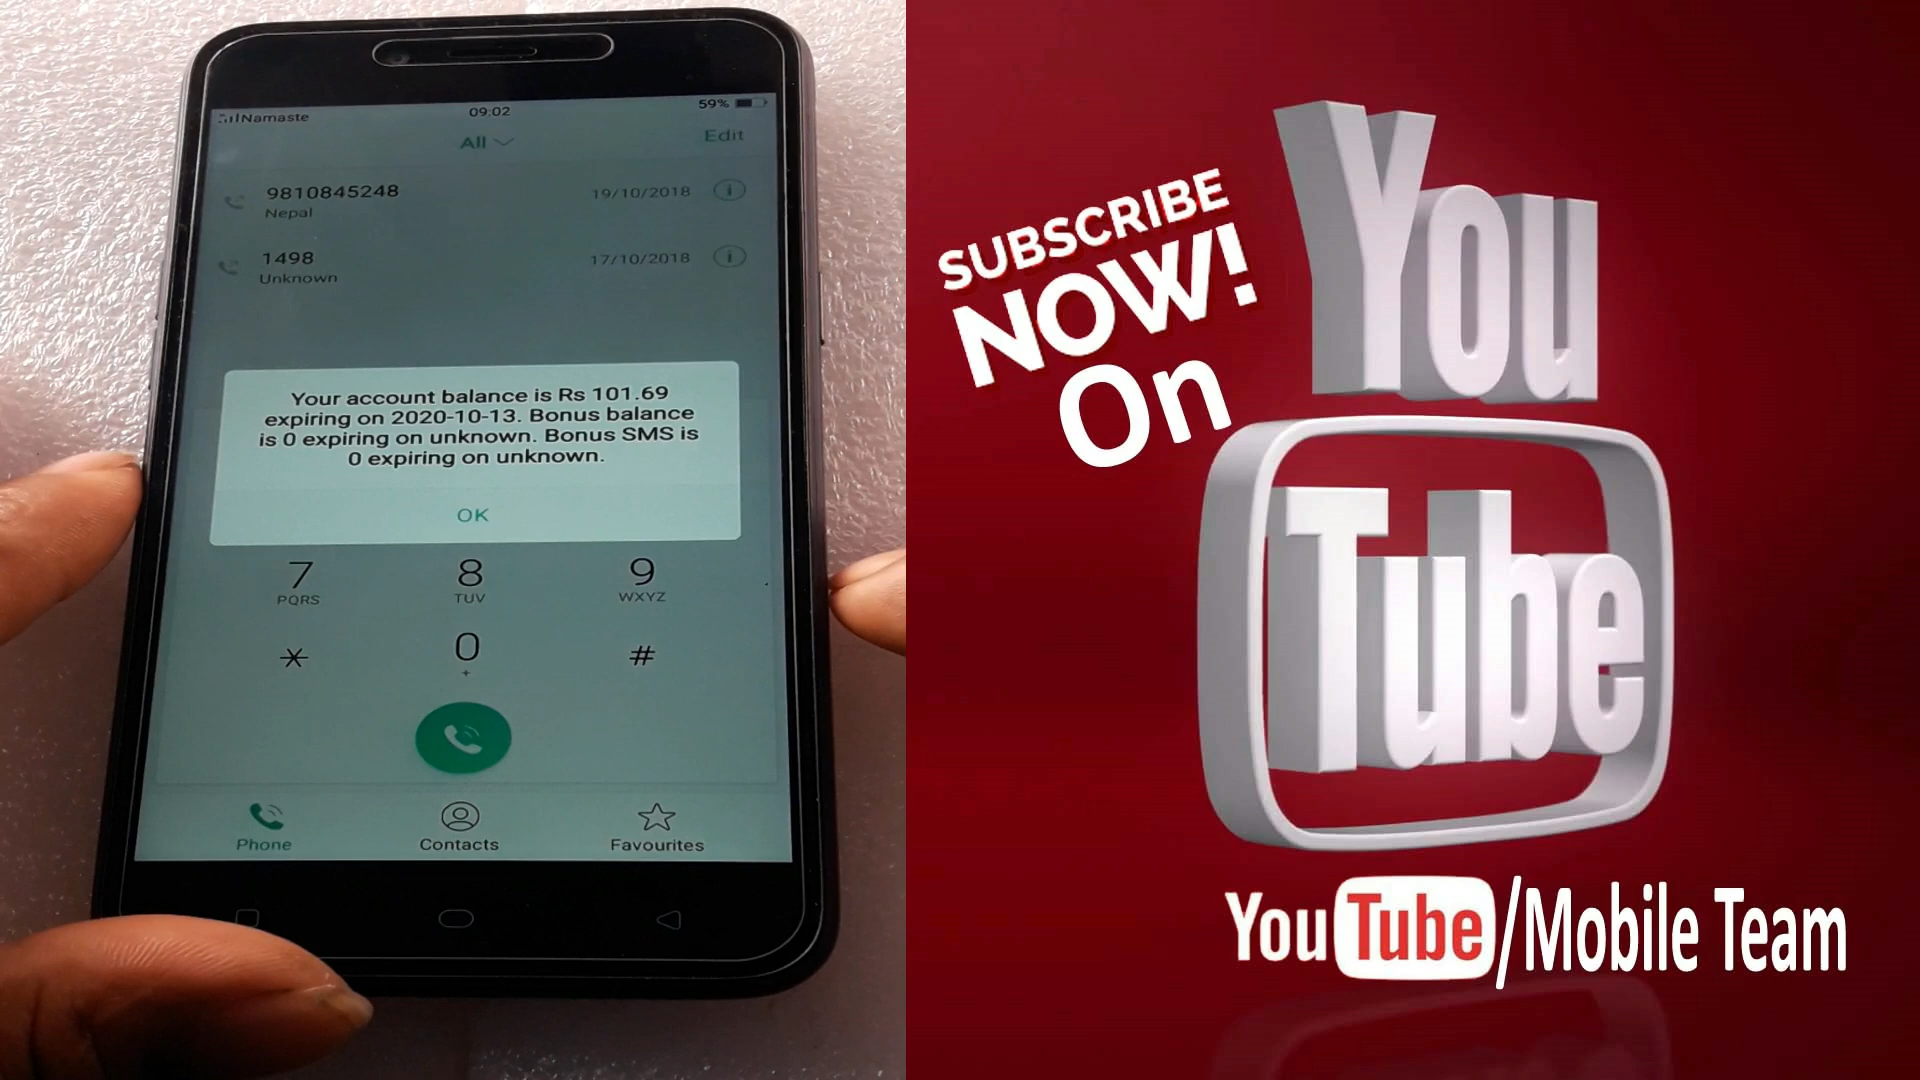 Namaste
09:02
59%
All
Edit
9810845248
19/10/2018
Nepal
1498
17/10/2018
Unknown
Your account balance is Rs 101.69
expiring on 2020-10-13. Bonus balance
is 0 expiring on unknown. Bonus SMS is
0 expiring on unknown.
OK
7
PQRS
8
TUV
9
WXYZ
*
0
+
#
Phone
Contacts
Favourites
SUBSCRIBE
NOW!
On
You
Tube
YouTube/Mobile Team